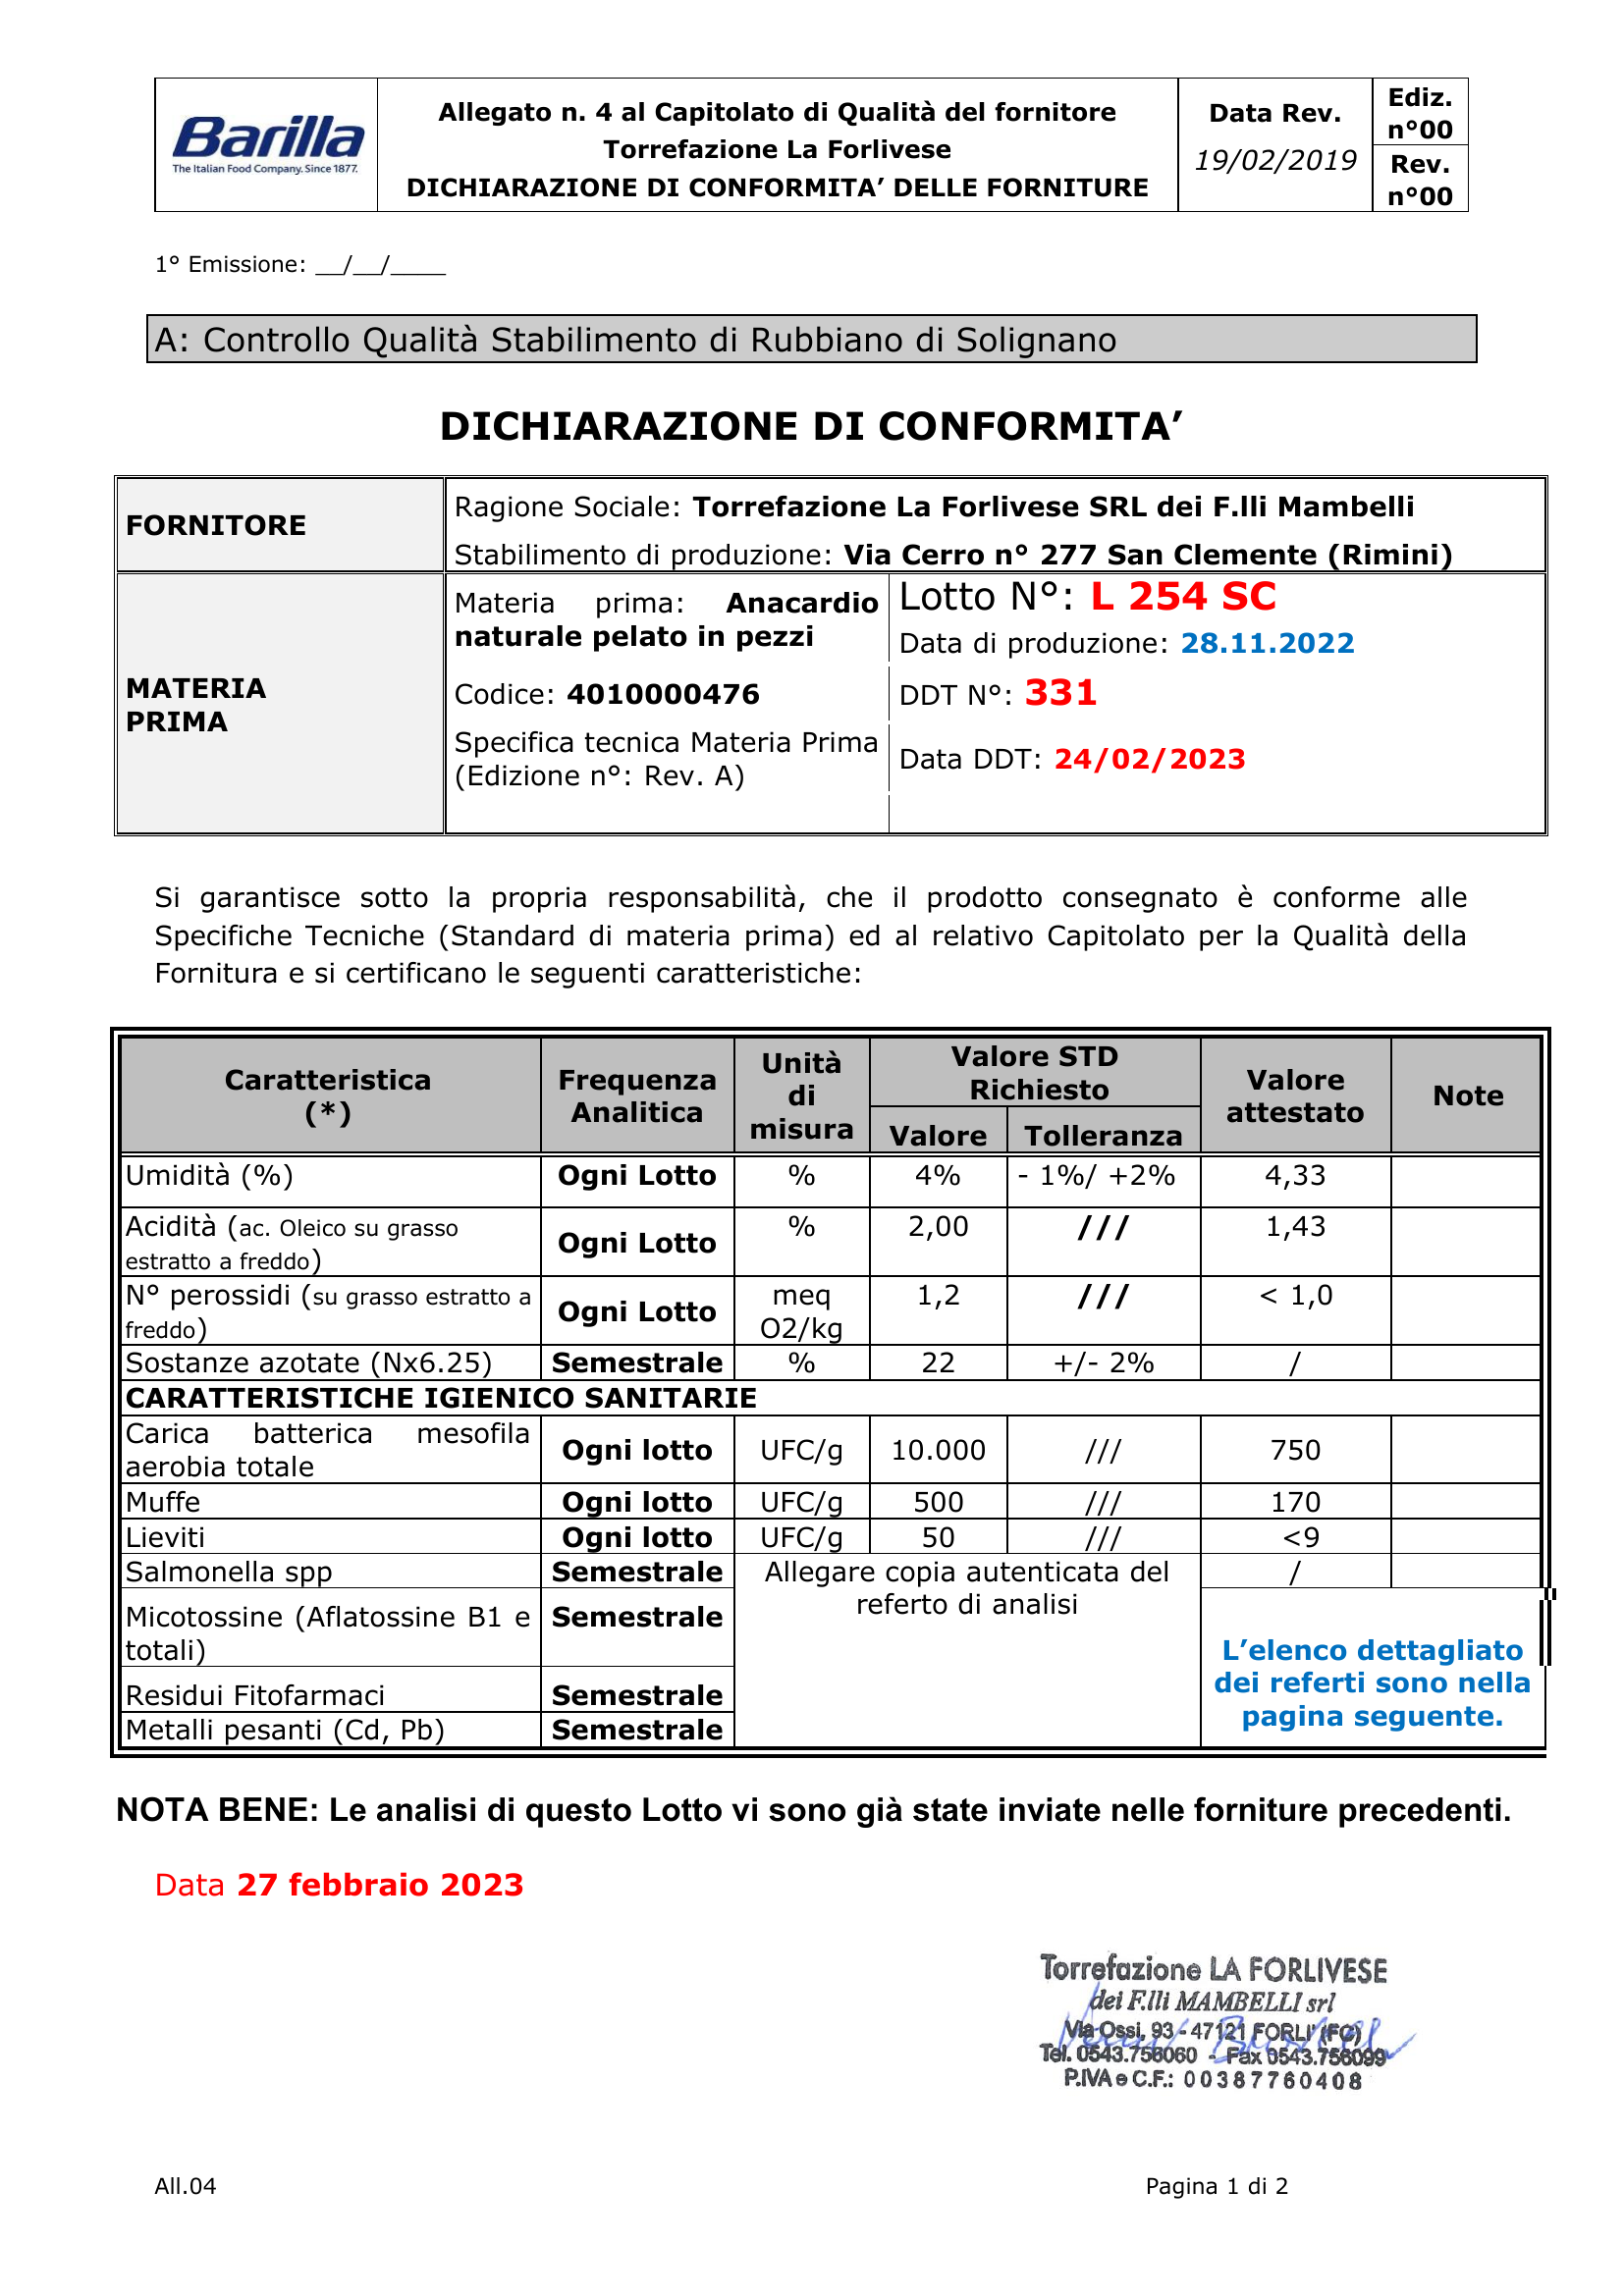 Barilla
The Italian Food Company. Since 1877.
Allegato n. 4 al Capitolato di Qualità del fornitore
Torrefazione La Forlivese
DICHIARAZIONE DI CONFORMITA’ DELLE FORNITURE
Data Rev.
19/02/2019
Ediz.
n°00
Rev.
n°00
1° Emissione: __/__/____
A: Controllo Qualità Stabilimento di Rubbiano di Solignano
DICHIARAZIONE DI CONFORMITA’
FORNITORE
Ragione Sociale: Torrefazione La Forlivese SRL dei F.lli Mambelli
Stabilimento di produzione: Via Cerro n° 277 San Clemente (Rimini)
MATERIA
PRIMA
Materia prima: Anacardio
naturale pelato in pezzi
Lotto N°: L 254 SC
Data di produzione: 28.11.2022
Codice: 4010000476
DDT N°: 331
Specifica tecnica Materia Prima
(Edizione n°: Rev. A)
Data DDT: 24/02/2023
Si garantisce sotto la propria responsabilità, che il prodotto consegnato è conforme alle
Specifiche Tecniche (Standard di materia prima) ed al relativo Capitolato per la Qualità della
Fornitura e si certificano le seguenti caratteristiche:
Caratteristica
(*)
Frequenza
Analitica
Unità
di
misura
Valore STD
Richiesto
Valore
Tolleranza
Valore
attestato
Note
Umidità (%) Ogni Lotto % 4% - 1%/ +2% 4,33
Acidità (ac. Oleico su grasso
estratto a freddo) Ogni Lotto % 2,00 /// 1,43
N° perossidi (su grasso estratto a
freddo) Ogni Lotto meq
O2/kg 1,2 /// < 1,0
Sostanze azotate (Nx6.25) Semestrale % 22 +/- 2% /
CARATTERISTICHE IGIENICO SANITARIE
Carica batterica mesofila
aerobia totale Ogni lotto UFC/g 10.000 /// 750
Muffe Ogni lotto UFC/g 500 /// 170
Lieviti Ogni lotto UFC/g 50 /// <9
Salmonella spp Semestrale Allegare copia autenticata del
referto di analisi /
Micotossine (Aflatossine B1 e
totali) Semestrale
L’elenco dettagliato
dei referti sono nella
pagina seguente.
Residui Fitofarmaci Semestrale
Metalli pesanti (Cd, Pb) Semestrale
NOTA BENE: Le analisi di questo Lotto vi sono già state inviate nelle forniture precedenti.
Data 27 febbraio 2023
Torrefazione LA FORLIVESE
dei F.lli MAMBELLI srl
Via Ossi, 93 - 47121 FORLI' (FC)
Tel. 0543.756060 - Fax 0543.756099
P.IVA e C.F.: 00387760408
All.04
Pagina 1 di 2